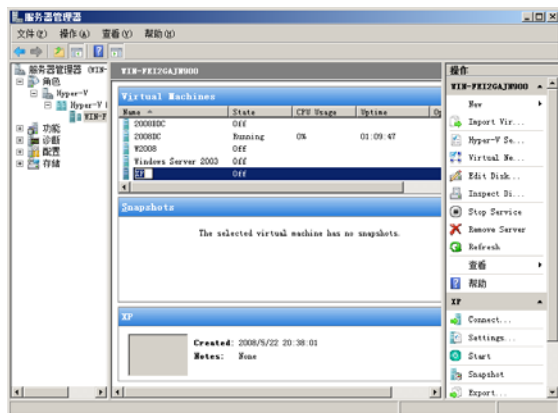 服务器管理器
文件(F) 操作(A) 查看(V) 帮助(H)
服务器管理器 (WIN-
角色
Hyper-V
Hyper-V
WIN-F
功能
诊断
配置
存储
WIN-FKI2GAJW900
Virtual Machines
Name State CPU Usage Uptime Op
2008BDC Off
2008DC Running 0% 01:09:47
W2008 Off
Windows Server 2003 Off
XP Off
Snapshots
The selected virtual machine has no snapshots.
XP
Created: 2008/5/22 20:38:01
Notes: None
操作
WIN-FKI2GAJW900
New
Import Vir...
Hyper-V Se...
Virtual Ne...
Edit Disk...
Inspect Di...
Stop Service
Remove Server
Refresh
查看
帮助
XP
Connect...
Settings...
Start
Snapshot
Export...